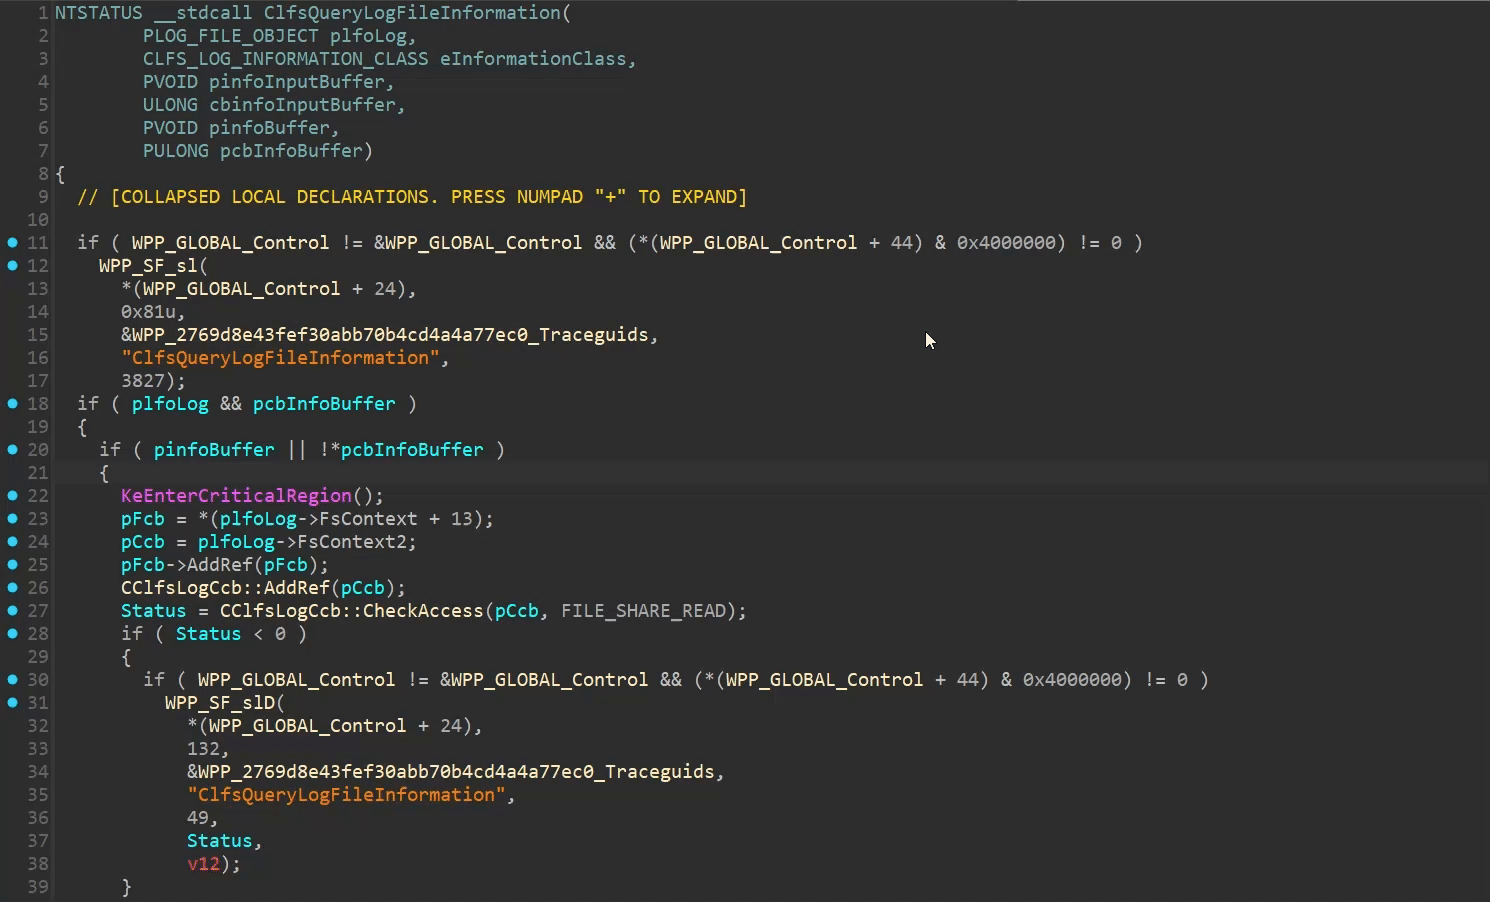 1 NTSTATUS __stdcall ClfsQueryLogFileInformation(
2         PLOG_FILE_OBJECT plfoLog,
3         CLFS_LOG_INFORMATION_CLASS eInformationClass,
4         PVOID pinfoInputBuffer,
5         ULONG cbinfoInputBuffer,
6         PVOID pinfoBuffer,
7         PULONG pcbInfoBuffer)
8 {
9   // [COLLAPSED LOCAL DECLARATIONS. PRESS NUMPAD "+" TO EXPAND]
10
11   if ( WPP_GLOBAL_Control != &WPP_GLOBAL_Control && (*(WPP_GLOBAL_Control + 44) & 0x4000000) != 0 )
12     WPP_SF_sl(
13       *(WPP_GLOBAL_Control + 24),
14       0x81u,
15       &WPP_2769d8e43fef30abb70b4cd4a4a77ec0_Traceguids,
16       "ClfsQueryLogFileInformation",
17       3827);
18   if ( plfoLog && pcbInfoBuffer )
19   {
20     if ( pinfoBuffer || !*pcbInfoBuffer )
21     {
22       KeEnterCriticalRegion();
23       pFcb = *(plfoLog->FsContext + 13);
24       pCcb = plfoLog->FsContext2;
25       pFcb->AddRef(pFcb);
26       CClfsLogCcb::AddRef(pCcb);
27       Status = CClfsLogCcb::CheckAccess(pCcb, FILE_SHARE_READ);
28       if ( Status < 0 )
29       {
30         if ( WPP_GLOBAL_Control != &WPP_GLOBAL_Control && (*(WPP_GLOBAL_Control + 44) & 0x4000000) != 0 )
31           WPP_SF_slD(
32             *(WPP_GLOBAL_Control + 24),
33             132,
34             &WPP_2769d8e43fef30abb70b4cd4a4a77ec0_Traceguids,
35             "ClfsQueryLogFileInformation",
36             49,
37             Status,
38             v12);
39       }